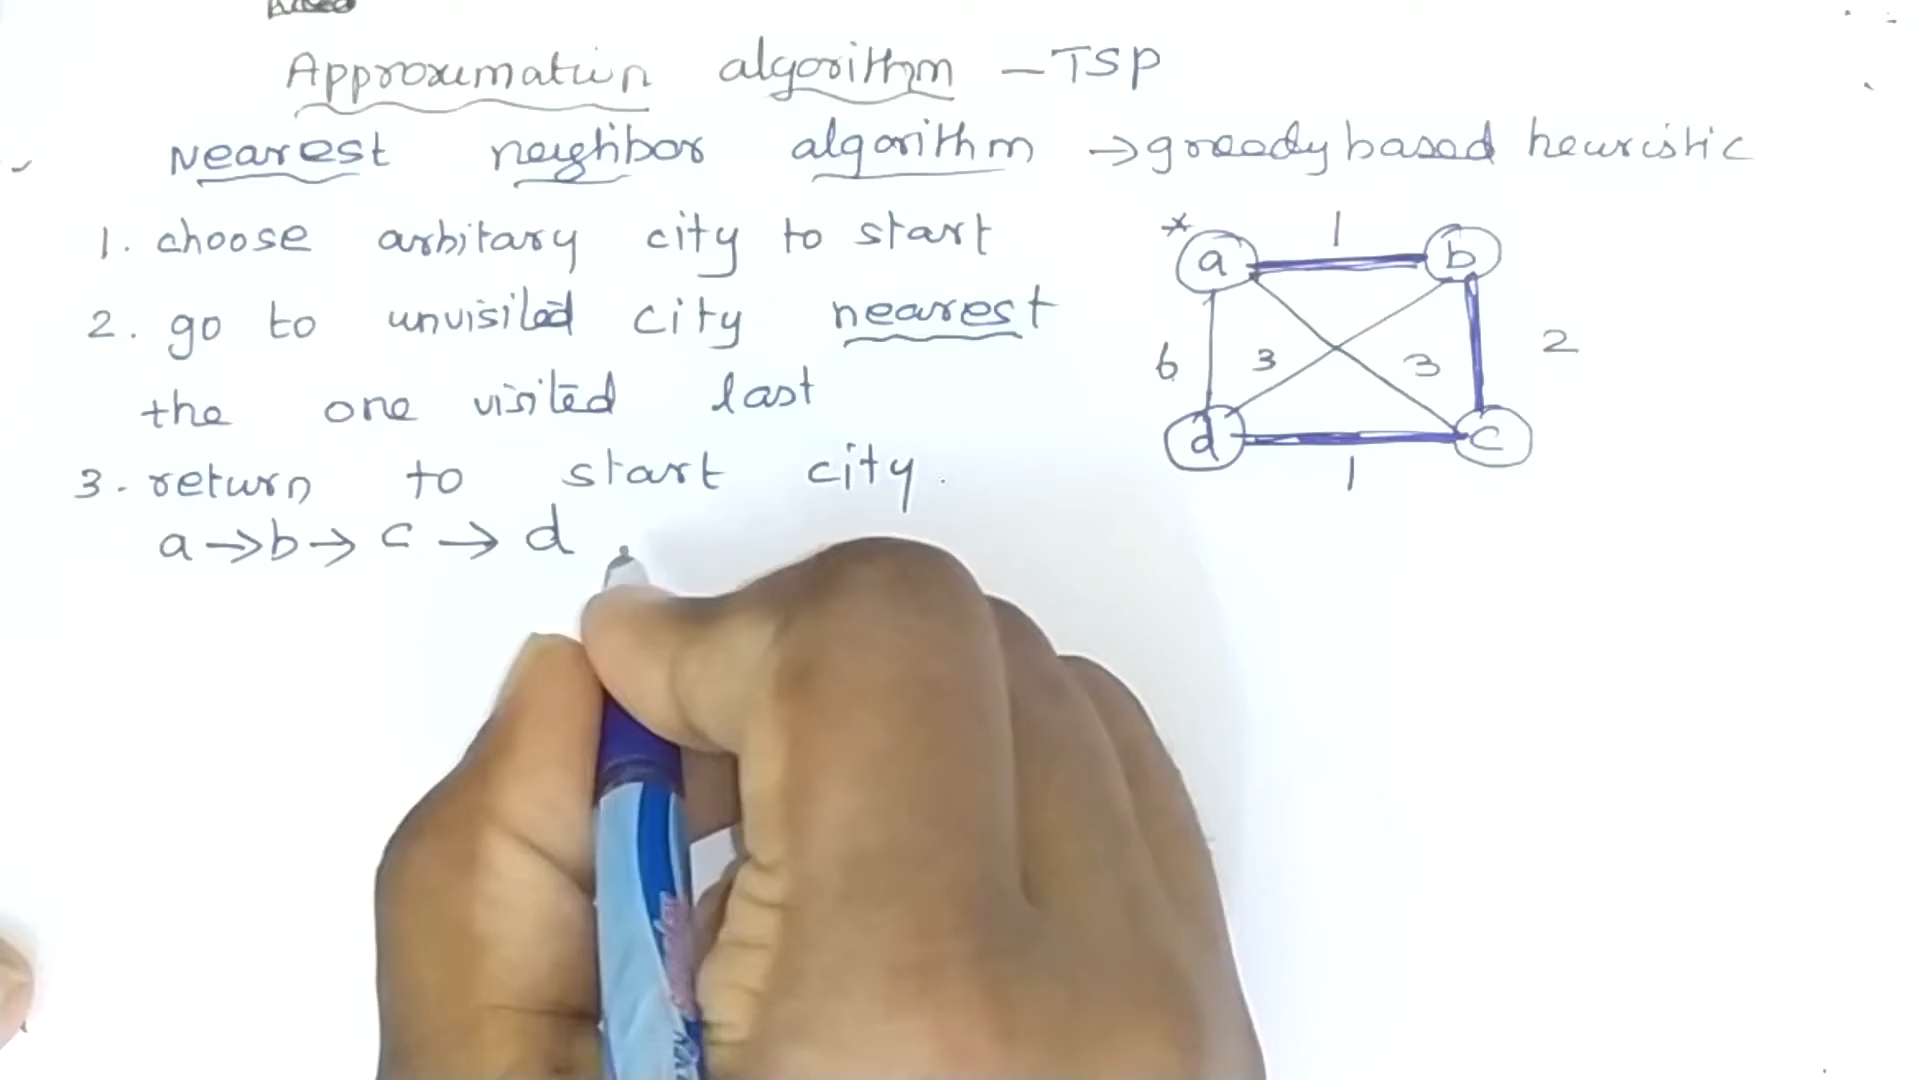 Approximation algorithm - TSP
Nearest neighbor algorithm → greedy based heuristic
1. choose arbitary city to start
2. go to unvisited city nearest
the one visited last
3. return to start city.
a → b → c → d
* a 1 b
6 3 3 2
d 1 c